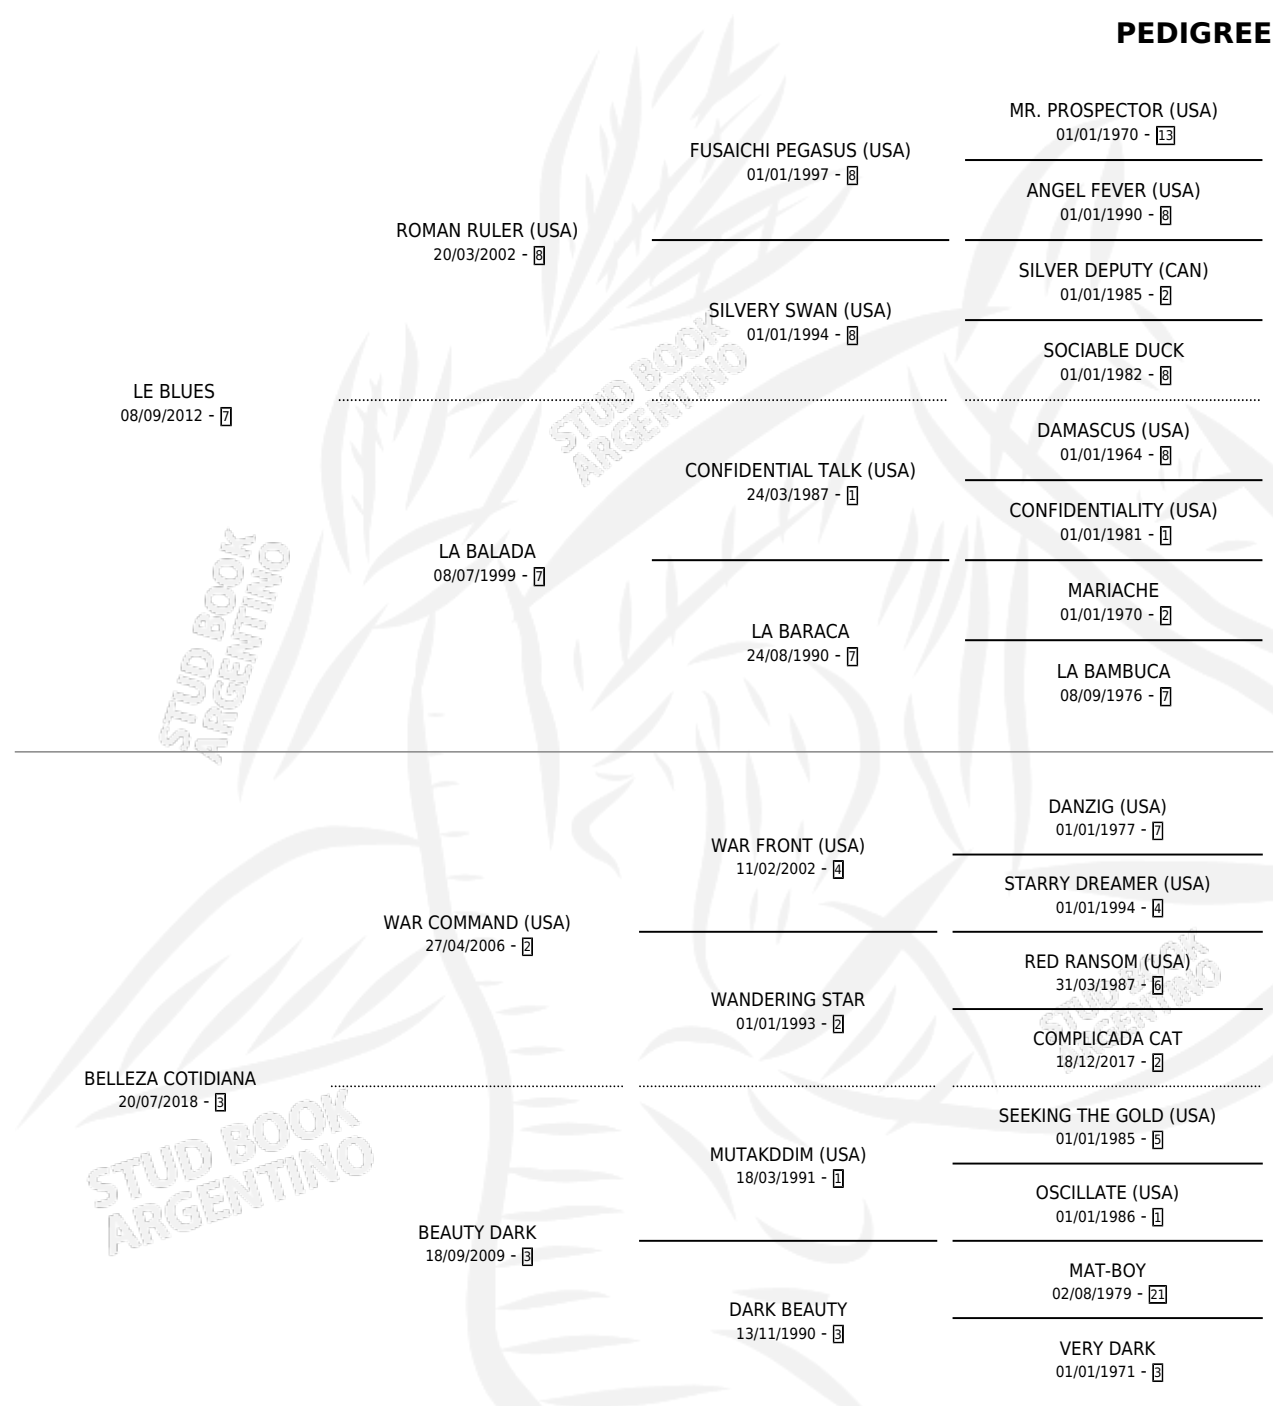 PEDIGREE
MR. PROSPECTOR (USA)
01/01/1970 - 13
FUSAICHI PEGASUS (USA)
01/01/1997 - 8
ANGEL FEVER (USA)
01/01/1990 - 8
ROMAN RULER (USA)
20/03/2002 - 8
SILVER DEPUTY (CAN)
01/01/1985 - 2
SILVERY SWAN (USA)
01/01/1994 - 8
SOCIABLE DUCK
01/01/1982 - 8
LE BLUES
08/09/2012 - 7
STUD BOOK
ARGENTINO
DAMASCUS (USA)
01/01/1964 - 8
CONFIDENTIAL TALK (USA)
24/03/1987 - 1
CONFIDENTIALITY (USA)
01/01/1981 - 1
LA BALADA
08/07/1999 - 7
MARIACHE
01/01/1970 - 2
LA BARACA
24/08/1990 - 7
LA BAMBUCA
08/09/1976 - 7
STUD BOOK
ARGENTINO
DANZIG (USA)
01/01/1977 - 7
WAR FRONT (USA)
11/02/2002 - 4
STARRY DREAMER (USA)
01/01/1994 - 4
WAR COMMAND (USA)
27/04/2006 - 2
RED RANSOM (USA)
31/03/1987 - 6
WANDERING STAR
01/01/1993 - 2
COMPLICADA CAT
18/12/2017 - 2
STUD BOOK
ARGENTINO
BELLEZA COTIDIANA
20/07/2018 - 3
SEEKING THE GOLD (USA)
01/01/1985 - 5
MUTAKDDIM (USA)
18/03/1991 - 1
OSCILLATE (USA)
01/01/1986 - 1
STUD BOOK
ARGENTINO
BEAUTY DARK
18/09/2009 - 3
MAT-BOY
02/08/1979 - 21
DARK BEAUTY
13/11/1990 - 3
VERY DARK
01/01/1971 - 3